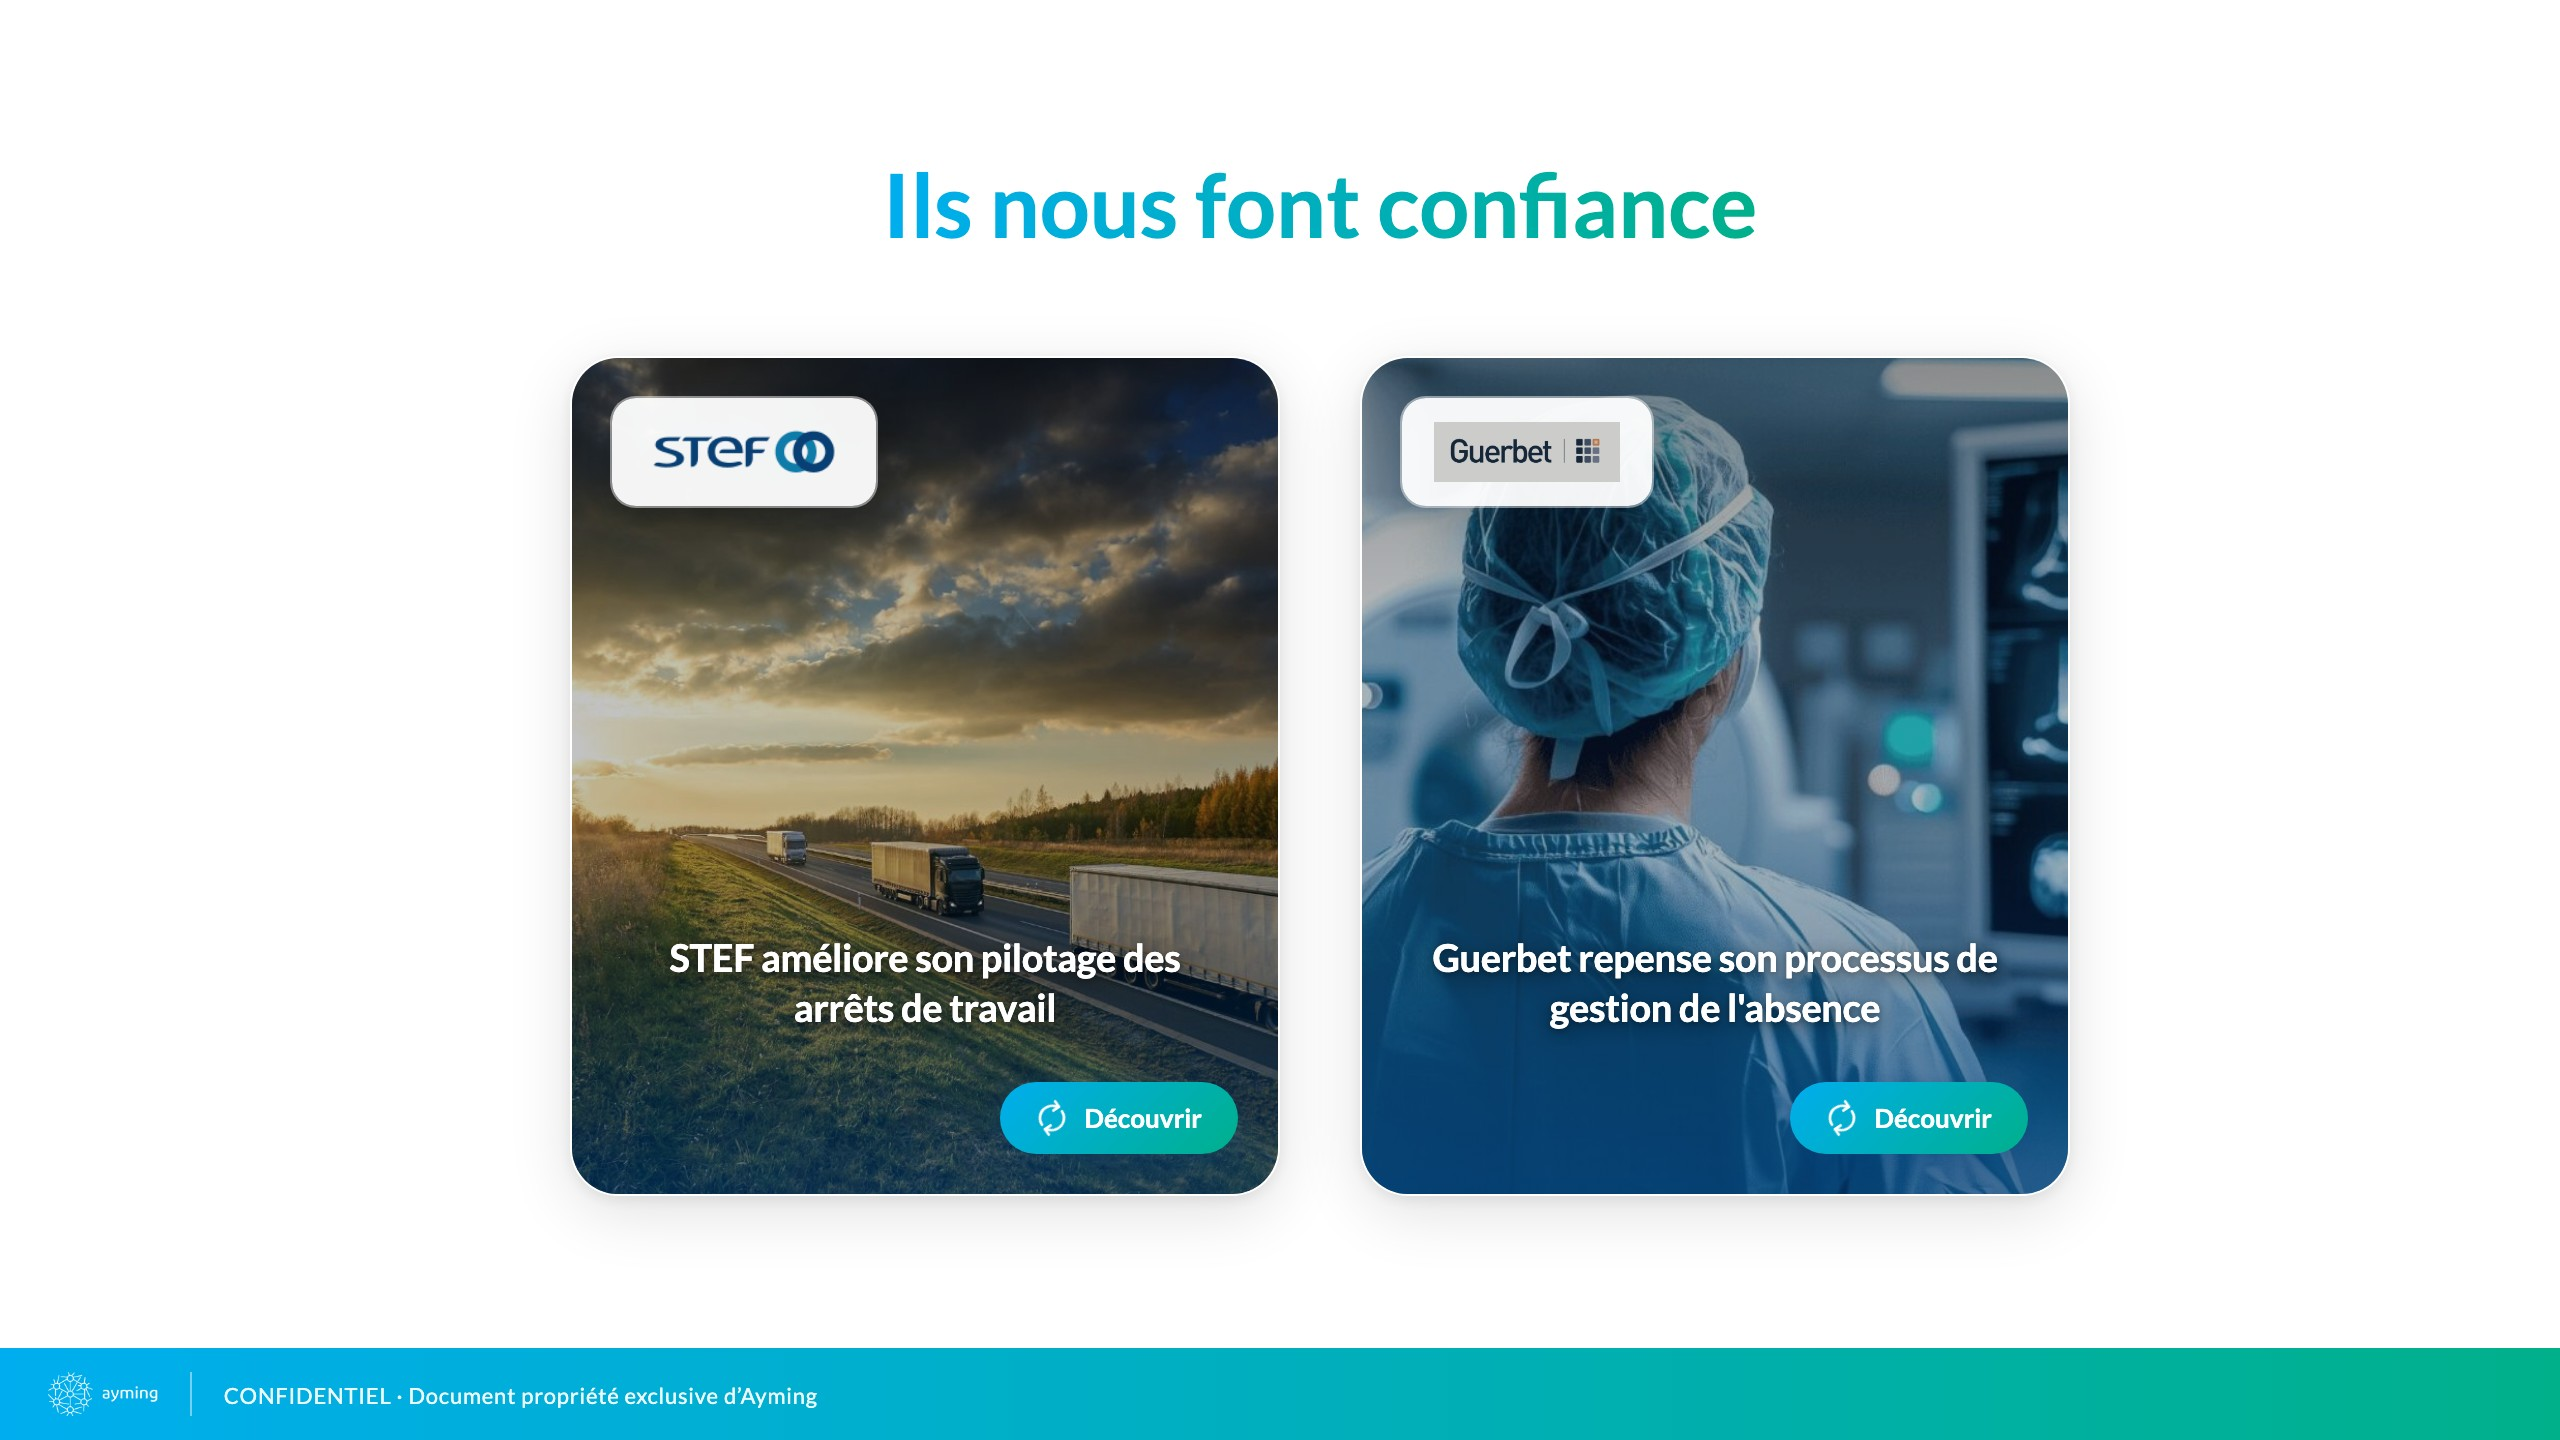 Ils nous font confiance
STEF
Guerbet
STEF améliore son pilotage des
arrêts de travail
Découvrir
Guerbet repense son processus de
gestion de l'absence
Découvrir
ayming
CONFIDENTIEL · Document propriété exclusive d’Ayming